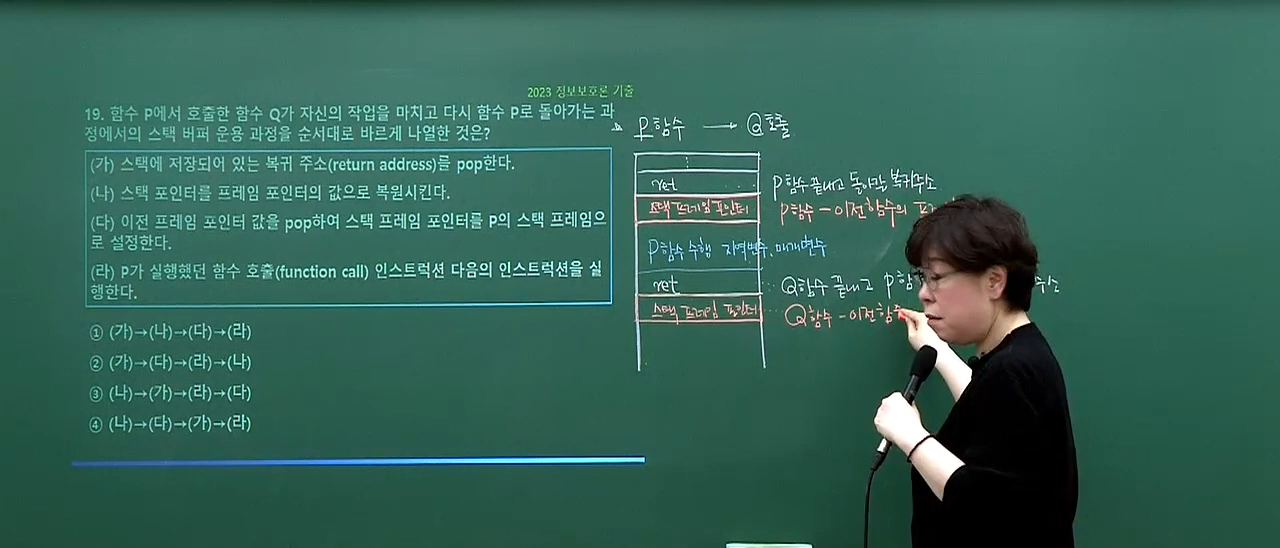 2023 정보보호론 기출
19. 함수 P에서 호출한 함수 Q가 자신의 작업을 마치고 다시 함수 P로 돌아가는 과
정에서의 스택 버퍼 운용 과정을 순서대로 바르게 나열한 것은?
(가) 스택에 저장되어 있는 복귀 주소(return address)를 pop한다.
(나) 스택 포인터를 프레임 포인터의 값으로 복원시킨다.
(다) 이전 프레임 포인터 값을 pop하여 스택 프레임 포인터를 P의 스택 프레임으
로 설정한다.
(라) P가 실행했던 함수 호출(function call) 인스트럭션 다음의 인스트럭션을 실
행한다.
① (가)→(나)→(다)→(라)
② (가)→(다)→(라)→(나)
③ (나)→(가)→(라)→(다)
④ (나)→(다)→(가)→(라)
P함수 → Q호출
ret P함수 끝내고 돌아갈 복귀주소
스택 프레임 포인터 P함수 - 이전함수의 프
P함수 수행 지역변수, 매개변수
ret Q함수 끝내고 P함 주소
스택 프레임 포인터 Q함수 - 이전함수